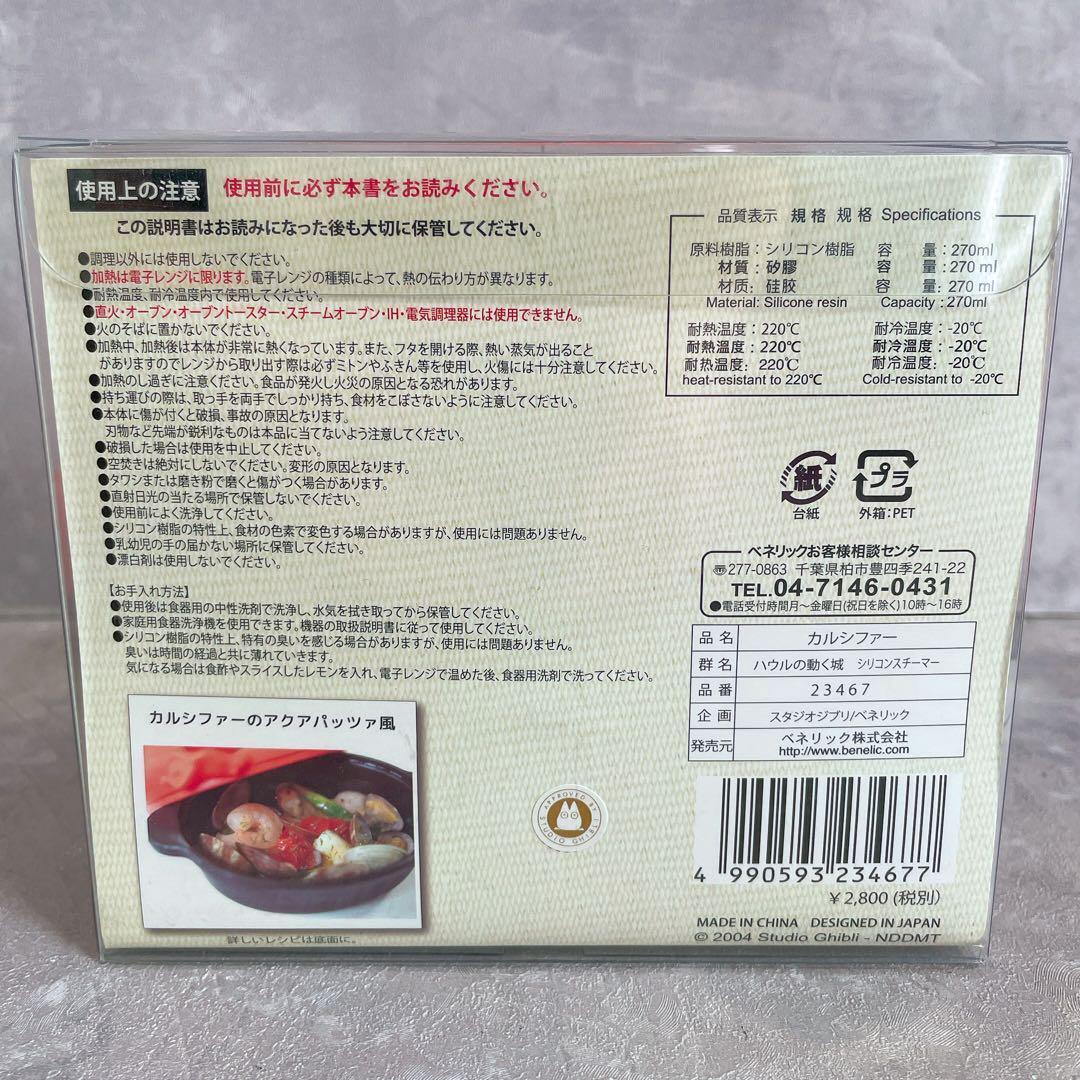 使用上の注意 使用前に必ず本書をお読みください。
この説明書はお読みになった後も大切に保管してください。
●調理以外には使用しないでください。
●加熱は電子レンジに限ります。電子レンジの種類によって、熱の伝わり方が異なります。
●耐熱温度、耐冷温度内で使用してください。
●直火・オーブン・オーブントースター・スチームオーブン・IH・電気調理器には使用できません。
●火のそばに置かないでください。
●加熱中、加熱後は本体が非常に熱くなっています。また、フタを開ける際、熱い蒸気が出ること
がありますのでレンジから取り出す際は必ずミトンやふきん等を使用し、火傷には十分注意してください。
●加熱のし過ぎに注意ください。食品が発火し火災の原因となる恐れがあります。
●持ち運びの際は、取っ手を両手でしっかり持ち、食材をこぼさないように注意してください。
●本体に傷が付くと破損、事故の原因となります。
刃物など先端が鋭利なものは本品に当てないよう注意してください。
●破損した場合は使用を中止してください。
●空焚きは絶対にしないでください。変形の原因となります。
●タワシまたは磨き粉で磨くと傷がつく場合があります。
●直射日光の当たる場所で保管しないでください。
●使用前によく洗浄してください。
●シリコン樹脂の特性上、食材の色素で変色する場合がありますが、使用には問題ありません。
●乳幼児の手の届かない場所に保管してください。
●漂白剤は使用しないでください。
【お手入れ方法】
●使用後は食器用の中性洗剤で洗浄し、水気を拭き取ってから保管してください。
●家庭用食器洗浄機を使用できます。機器の取扱説明書に従って使用してください。
●シリコン樹脂の特性上、特有の臭いを感じる場合がありますが、使用には問題ありません。
臭いは時間の経過と共に薄れていきます。
気になる場合は食酢やスライスしたレモンを入れ、電子レンジで温めた後、食器用洗剤で洗ってください。
カルシファーのアクアパッツァ風
詳しいレシピは底面に。
APPROVED BY STUDIO GHIBLI
品質表示 規格 规格 Specifications
原料樹脂：シリコン樹脂 容 量：270ml
材質：矽膠 容 量：270 ml
材质：硅胶 容 量：270 ml
Material: Silicone resin Capacity : 270ml
耐熱温度：220℃ 耐冷温度：-20℃
耐熱溫度：220℃ 耐冷溫度：-20℃
耐热温度：220℃ 耐冷温度：-20℃
heat-resistant to 220℃ Cold-resistant to -20℃
紙 プラ
台紙 外箱：PET
ベネリックお客様相談センター
〒277-0863 千葉県柏市豊四季241-22
TEL.04-7146-0431
●電話受付時間月～金曜日(祝日を除く)10時～16時
品名 カルシファー
群名 ハウルの動く城 シリコンスチーマー
品番 23467
企画 スタジオジブリ/ベネリック
発売元 ベネリック株式会社
http://www.benelic.com
4 990593 234677
￥2,800 (税別)
MADE IN CHINA DESIGNED IN JAPAN
© 2004 Studio Ghibli - NDDMT